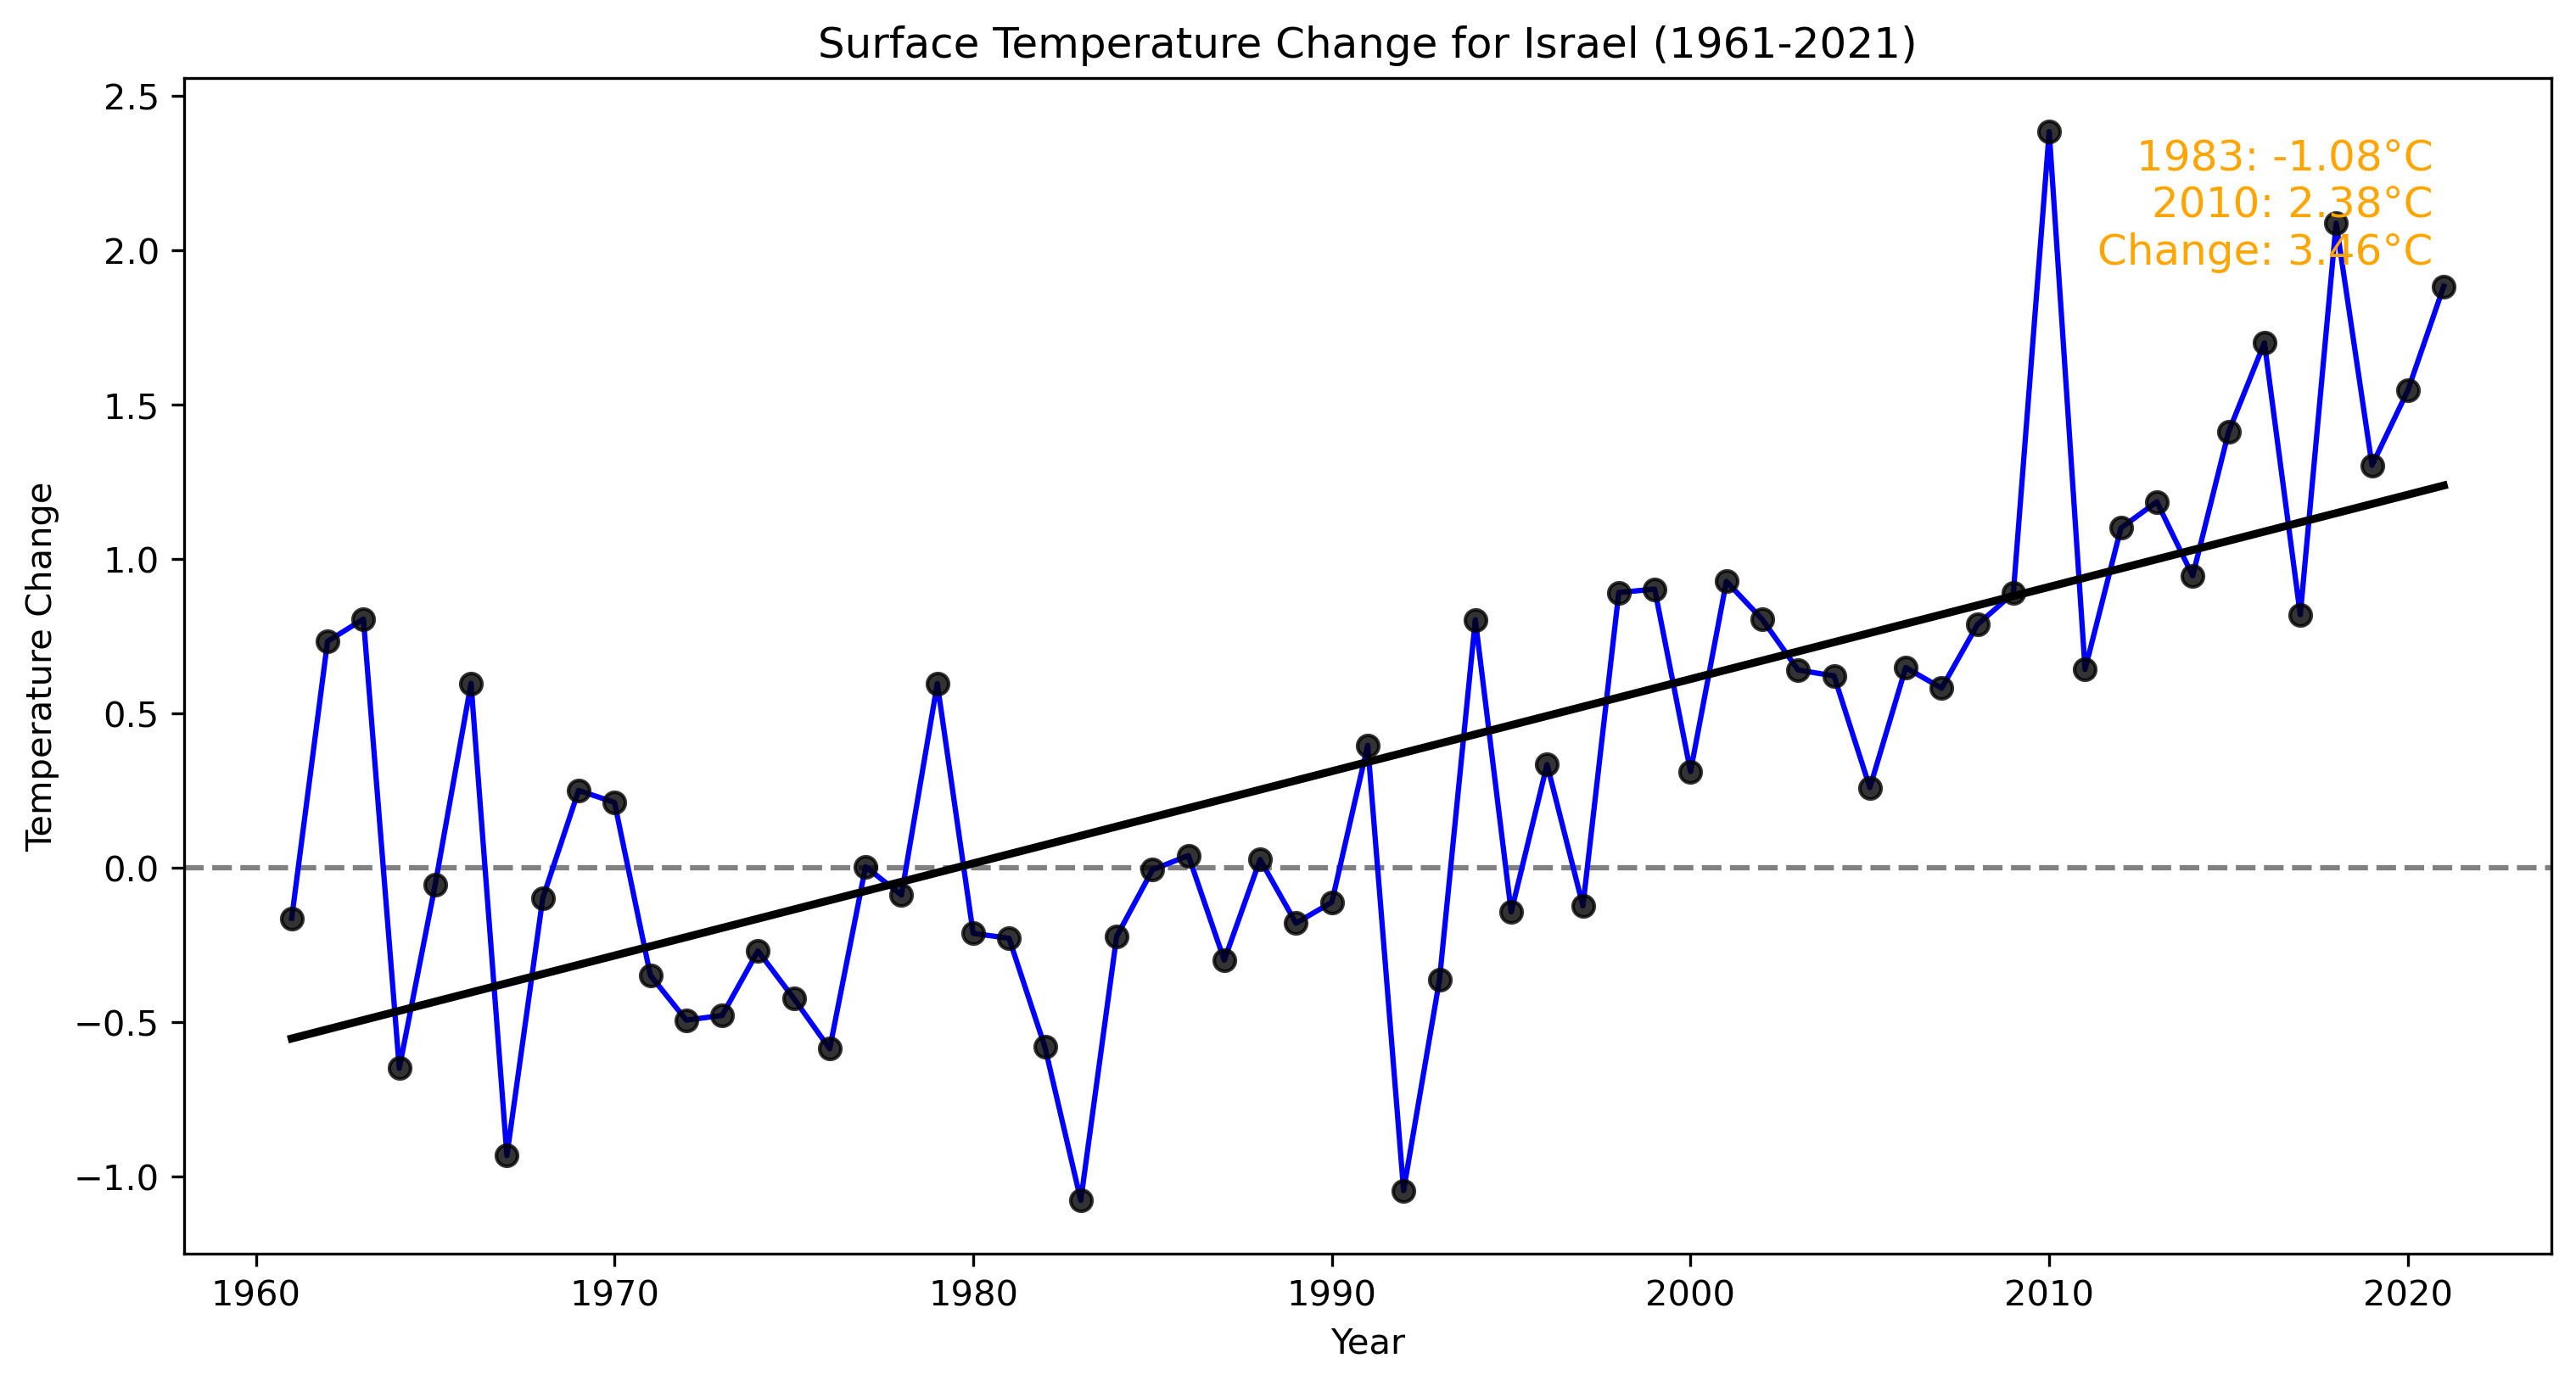 Surface Temperature Change for Israel (1961-2021)
2.5
2.0
1.5
1.0
0.5
0.0
−0.5
−1.0
Temperature Change
1983: -1.08°C
2010: 2.38°C
Change: 3.46°C
1960 1970 1980 1990 2000 2010 2020
Year